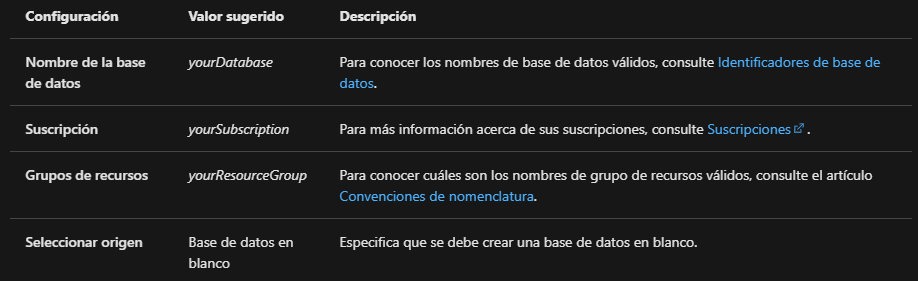 Configuración Valor sugerido Descripción
Nombre de la base yourDatabase Para conocer los nombres de base de datos válidos, consulte Identificadores de base de
de datos datos.
Suscripción yourSubscription Para más información acerca de sus suscripciones, consulte Suscripciones .
Grupos de recursos yourResourceGroup Para conocer cuáles son los nombres de grupo de recursos válidos, consulte el artículo
Convenciones de nomenclatura.
Seleccionar origen Base de datos en Especifica que se debe crear una base de datos en blanco.
blanco